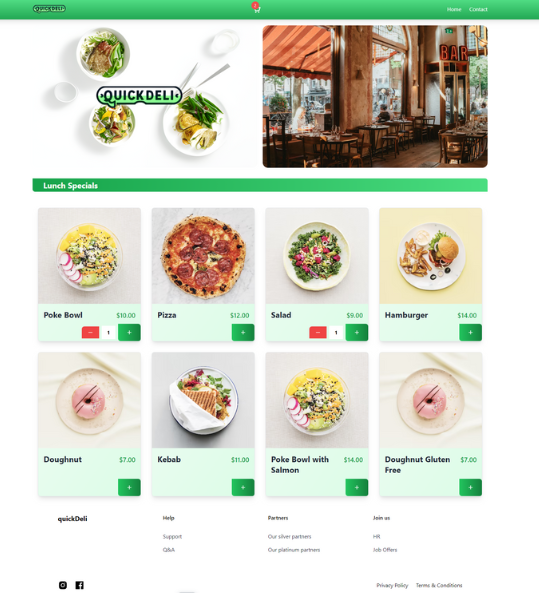 QUICKDELI
Home Contact
QUICKDELI
BAR
Lunch Specials
Poke Bowl $10.00
Pizza $12.00
Salad $9.00
Hamburger $14.00
− 1 +
+
− 1 +
+
Doughnut $7.00
Kebab $11.00
Poke Bowl with Salmon $14.00
Doughnut Gluten Free $7.00
+
+
+
+
quickDeli
Help
Partners
Join us
Support
Our silver partners
HR
Q&A
Our platinum partners
Job Offers
Privacy Policy Terms & Conditions